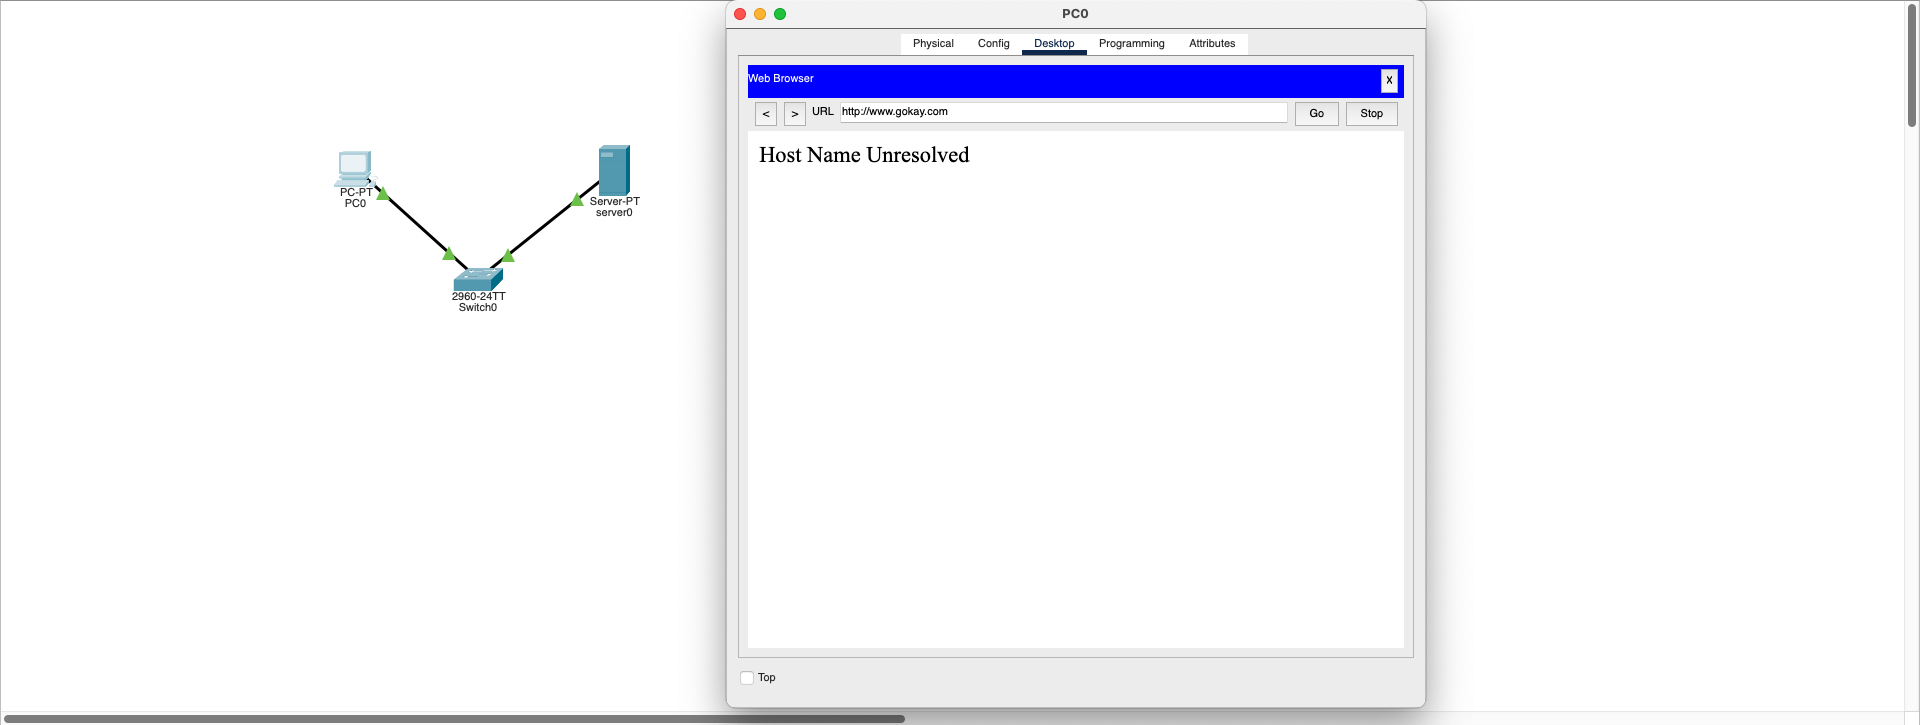 PC0
Physical Config Desktop Programming Attributes
Web Browser X
< > URL http://www.gokay.com Go Stop
Host Name Unresolved
PC-PT
PC0
Server-PT
server0
2960-24TT
Switch0
Top